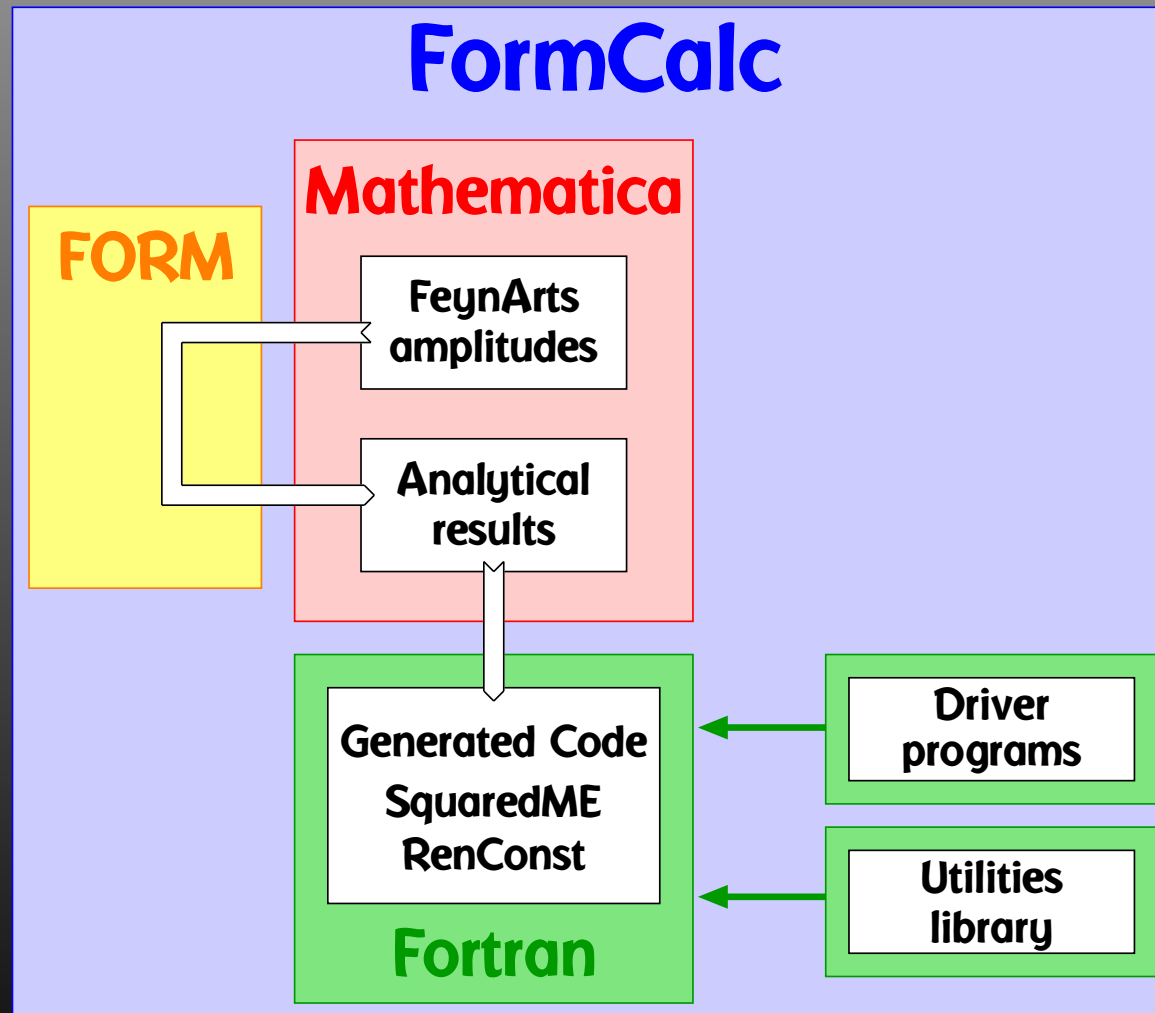 FormCalc
Mathematica
FORM
FeynArts
amplitudes
Analytical
results
Generated Code
SquaredME
RenConst
Fortran
Driver
programs
Utilities
library